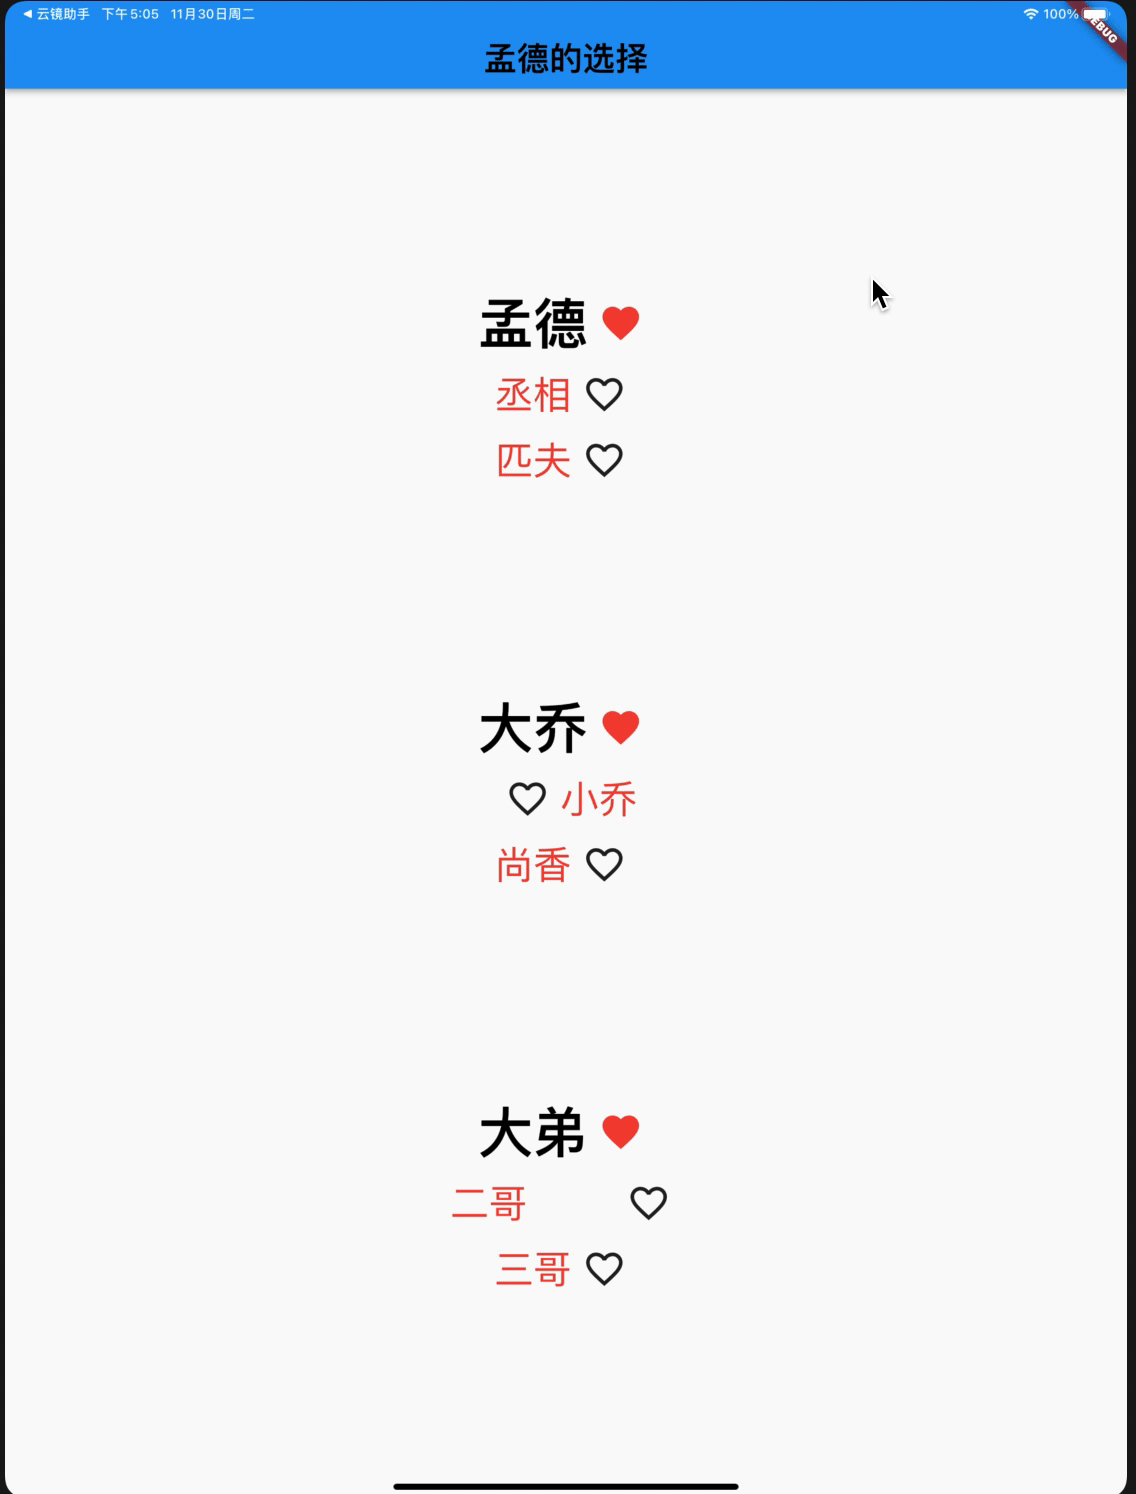 云镜助手 下午5:05 11月30日周二 100%
孟德的选择
孟德
丞相
匹夫
大乔
小乔
尚香
大弟
二哥
三哥